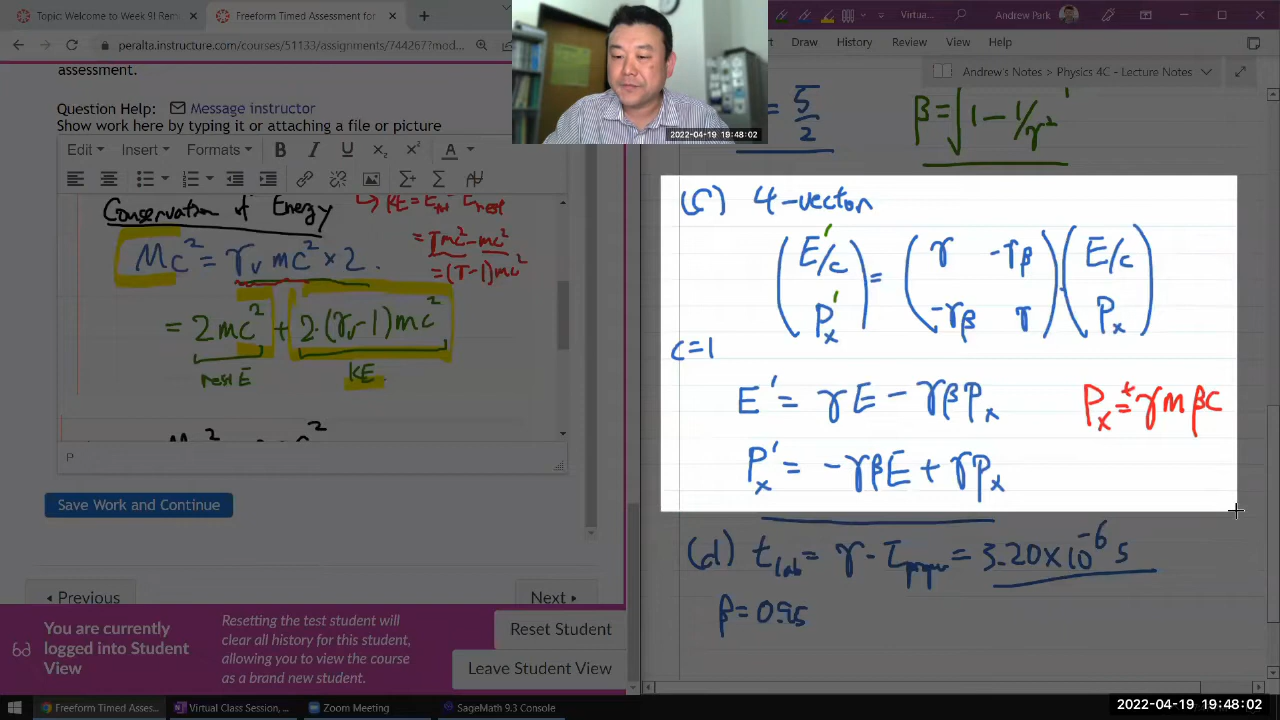 Topic: Welcome to Week 9! Rem
Freeform Timed Assessment for
peralta.instructure.com/courses/51133/assignments/744267?mod...
assessment.
Question Help: Message instructor
Show work here by typing it or attaching a file or picture
Edit Insert Formats B I U x₂ x² A
Conservation of Energy
↳ KE = E_tot - E_rest
= γmc² - mc²
= (γ-1)mc²
Mc² = γ_v mc² × 2.
= 2mc² + 2·(γ_v - 1)mc²
rest E
KE
P
Save Work and Continue
Previous
Next
You are currently logged into Student View
Resetting the test student will clear all history for this student, allowing you to view the course as a brand new student.
Reset Student
Leave Student View
2022-04-19 19:48:02
Virtua...
Andrew Park
Draw History Review View Help
Andrew's Notes > Physics 4C - Lecture Notes
= 5/2
β = √(1 - 1/γ²)
4-vector
(E'/c P'x) = (γ -γβ -γβ γ) (E/c Px)
c=1
E' = γE - γβPx
Px = γmβc
P'x = -γβE + γPx
(d) t_lab = γ · τ_proper = 3.20×10⁻⁶ s
β = 0.95
Freeform Timed Asses...
Virtual Class Session, ...
Zoom Meeting
SageMath 9.3 Console
2022-04-19 19:48:02